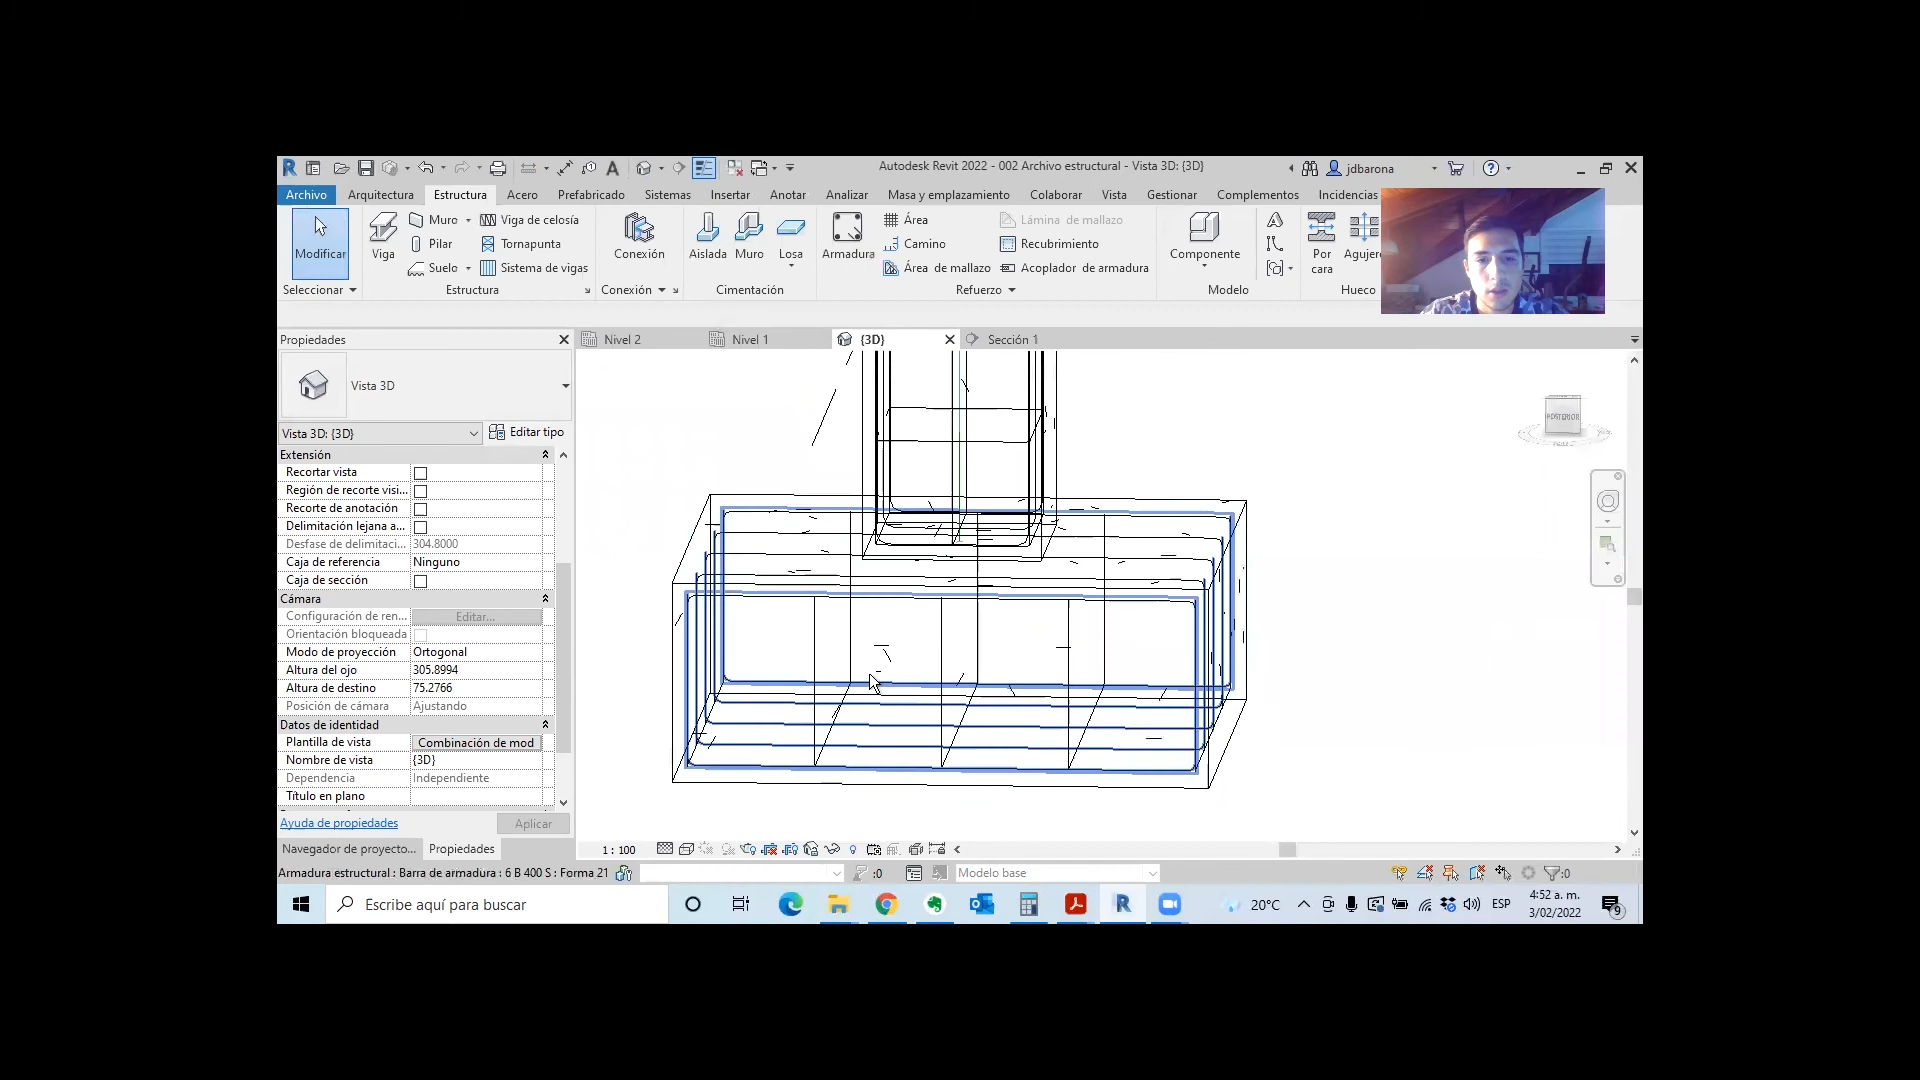 Autodesk Revit 2022 - 002 Archivo estructural - Vista 3D: {3D}
jdbarona
Archivo Arquitectura Estructura Acero Prefabricado Sistemas Insertar Anotar Analizar Masa y emplazamiento Colaborar Vista Gestionar Complementos Incidencias
Modificar
Viga
Muro
Pilar
Suelo
Viga de celosía
Tornapunta
Sistema de vigas
Conexión
Aislada
Muro
Losa
Armadura
Área
Camino
Área de mallazo
Lámina de mallazo
Recubrimiento
Acoplador de armadura
Componente
Por cara
Agujer
Seleccionar Estructura Conexión Cimentación Refuerzo Modelo Hueco
Propiedades
Nivel 2 Nivel 1 {3D} Sección 1
Vista 3D
Vista 3D: {3D} Editar tipo
Extensión
Recortar vista
Región de recorte visi...
Recorte de anotación
Delimitación lejana a...
Desfase de delimitaci... 304.8000
Caja de referencia Ninguno
Caja de sección
Cámara
Configuración de ren... Editar...
Orientación bloqueada
Modo de proyección Ortogonal
Altura del ojo 305.8994
Altura de destino 75.2766
Posición de cámara Ajustando
Datos de identidad
Plantilla de vista Combinación de mod
Nombre de vista {3D}
Dependencia Independiente
Título en plano
Ayuda de propiedades Aplicar
Navegador de proyecto... Propiedades
POSTERIOR
1 : 100
Armadura estructural : Barra de armadura : 6 B 400 S : Forma 21
:0
Modelo base
:0
Escribe aquí para buscar
20°C
ESP
4:52 a. m.
3/02/2022
9